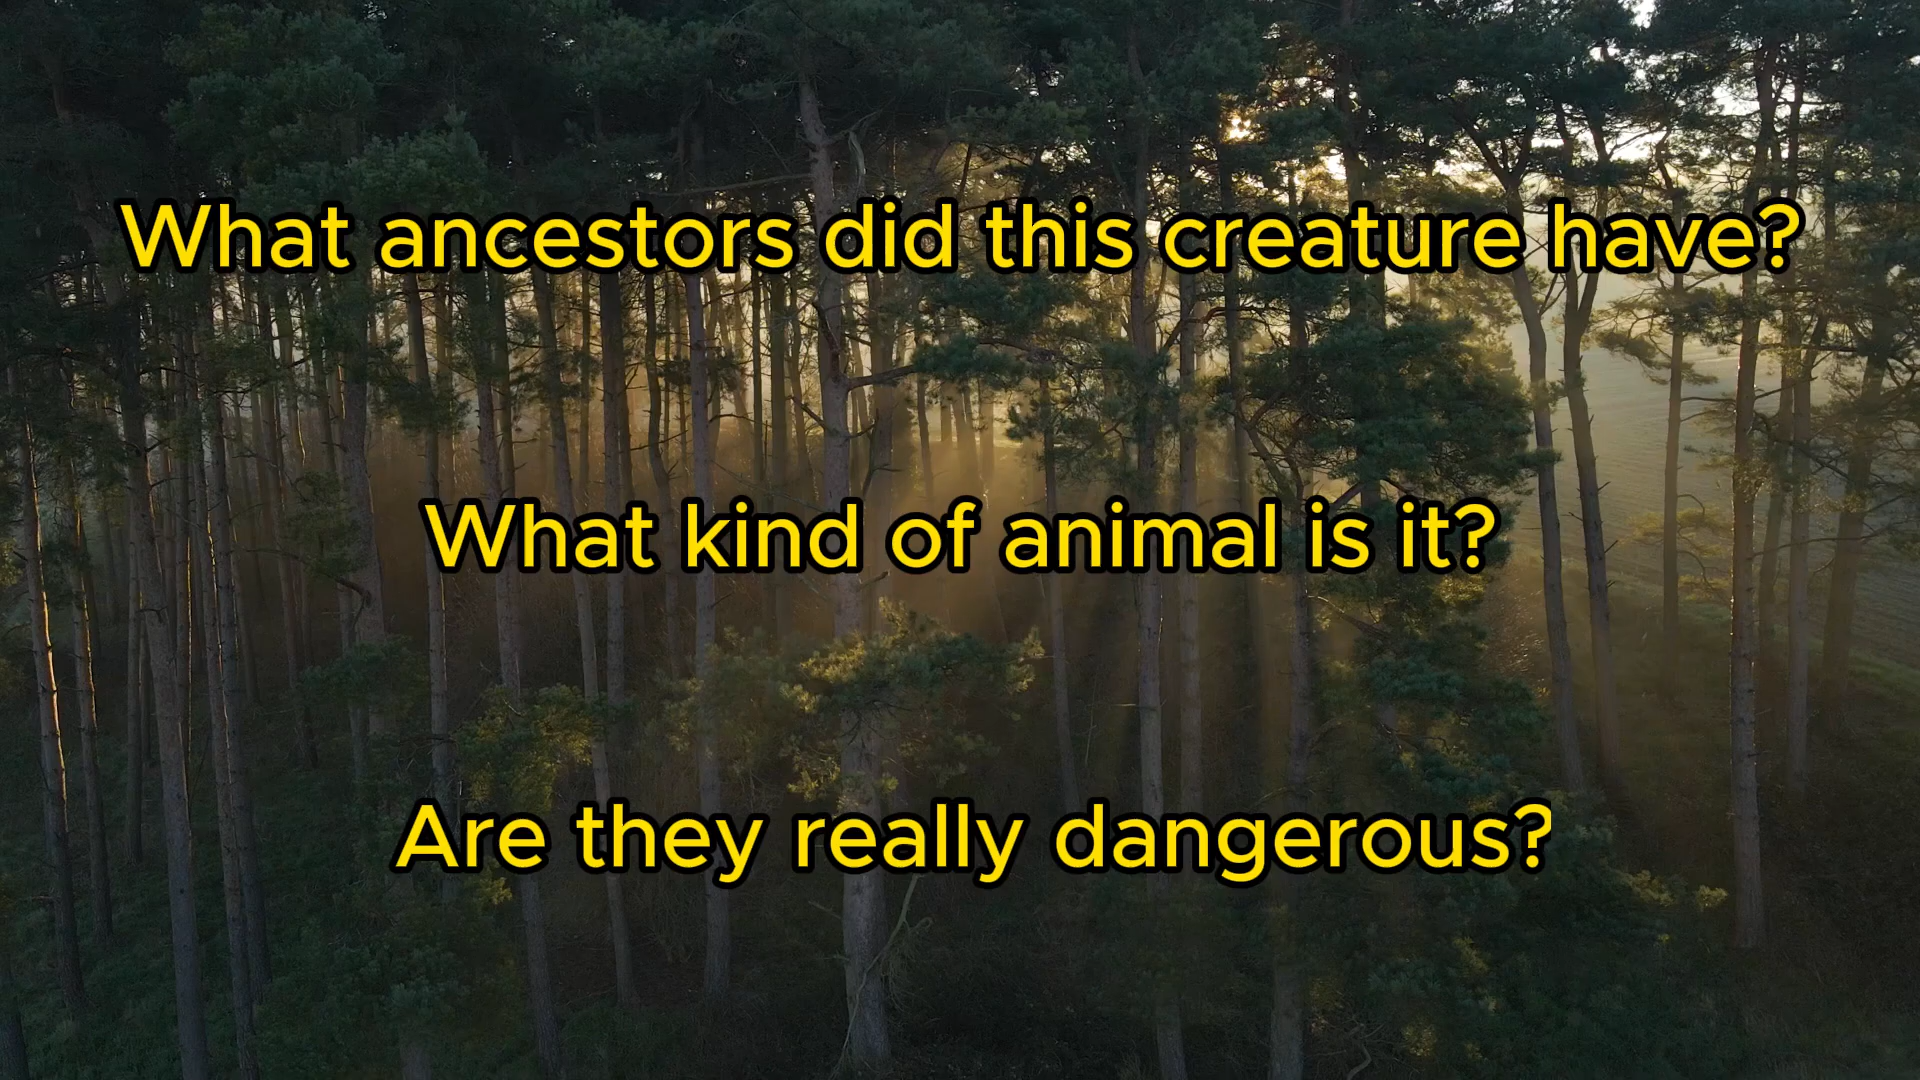 What ancestors did this creature have?
What kind of animal is it?
Are they really dangerous?